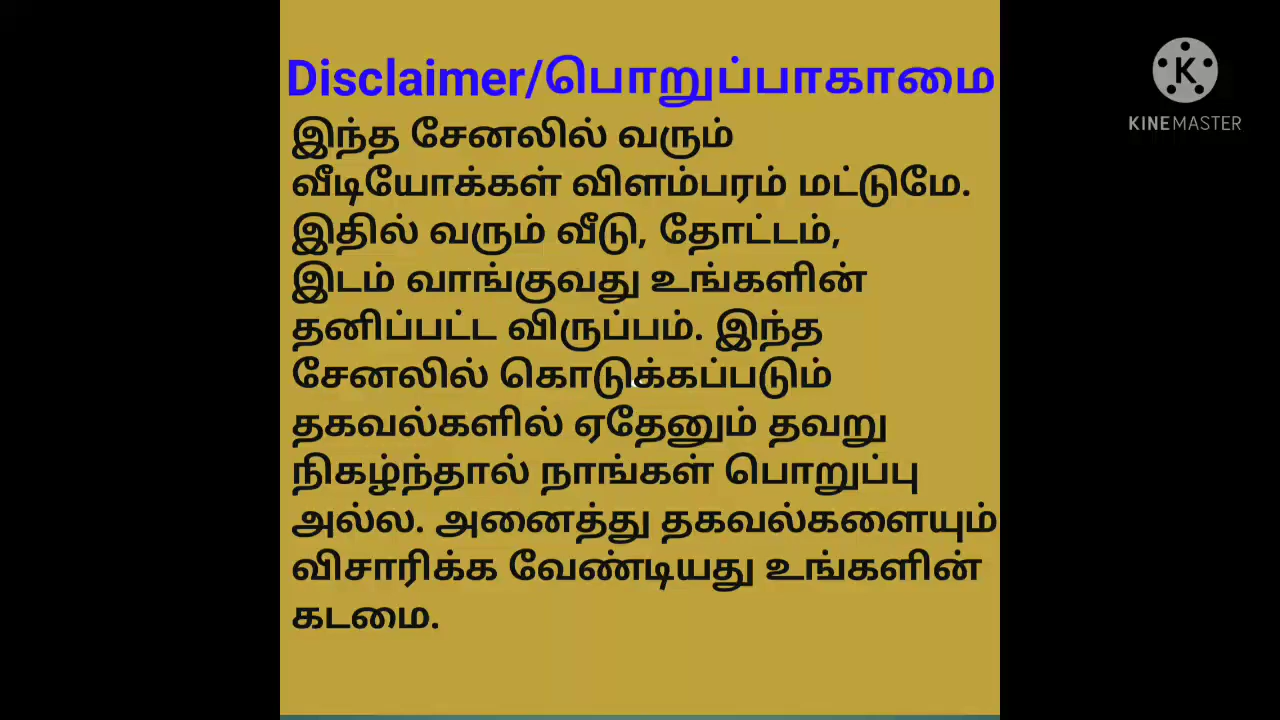 Disclaimer/பொறுப்பாகாமை
இந்த சேனலில் வரும்
வீடியோக்கள் விளம்பரம் மட்டுமே.
இதில் வரும் வீடு, தோட்டம்,
இடம் வாங்குவது உங்களின்
தனிப்பட்ட விருப்பம். இந்த
சேனலில் கொடுக்கப்படும்
தகவல்களில் ஏதேனும் தவறு
நிகழ்ந்தால் நாங்கள் பொறுப்பு
அல்ல. அனைத்து தகவல்களையும்
விசாரிக்க வேண்டியது உங்களின்
கடமை.
K
KINEMASTER